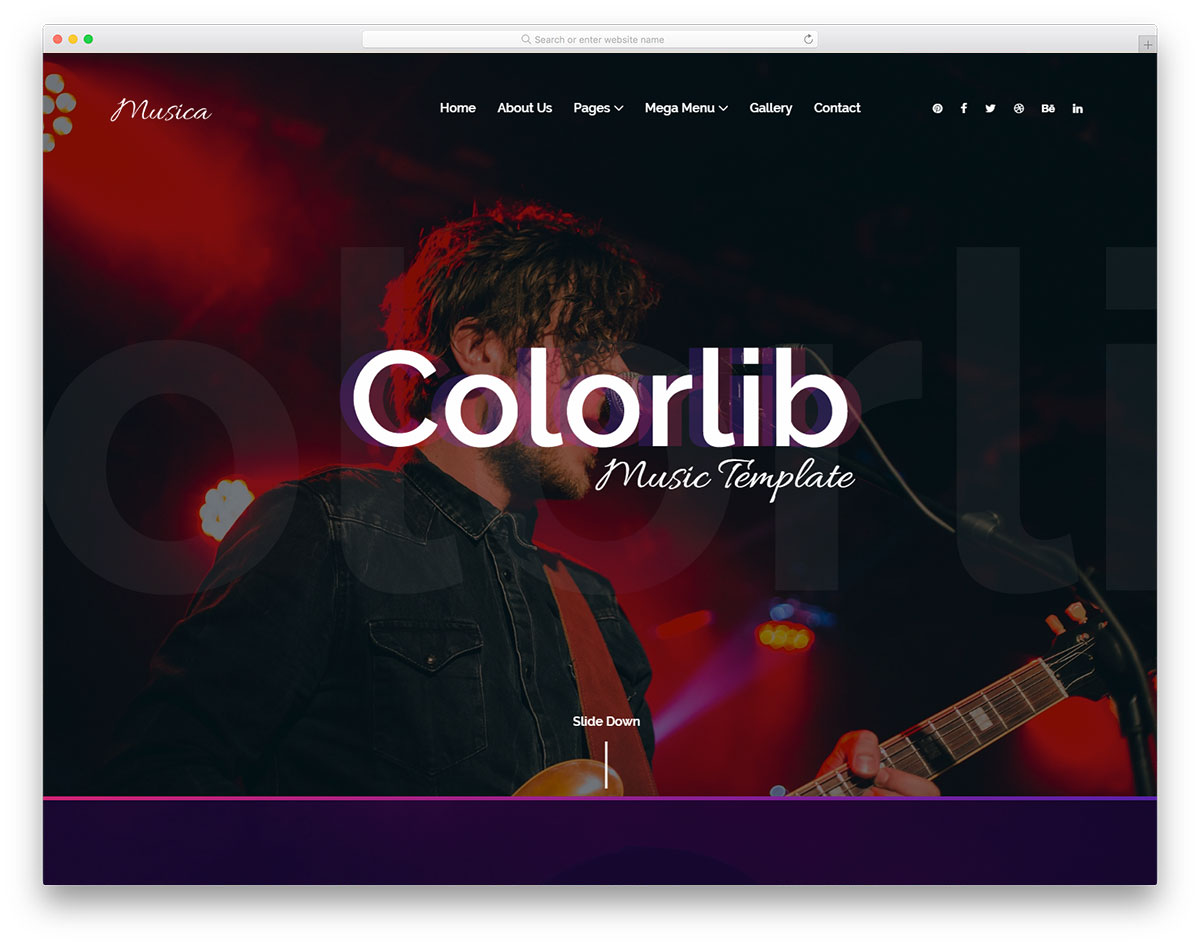 Search or enter website name
Musica
Home About Us Pages Mega Menu Gallery Contact
Bē in
olorli
Colorlib
Music Template
Slide Down